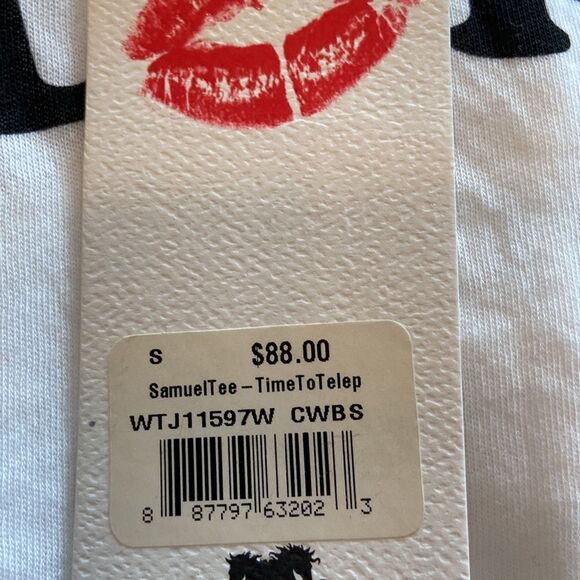 S $88.00
SamuelTee-TimeToTelep
WTJ11597W CWBS
8 87797 63202 3